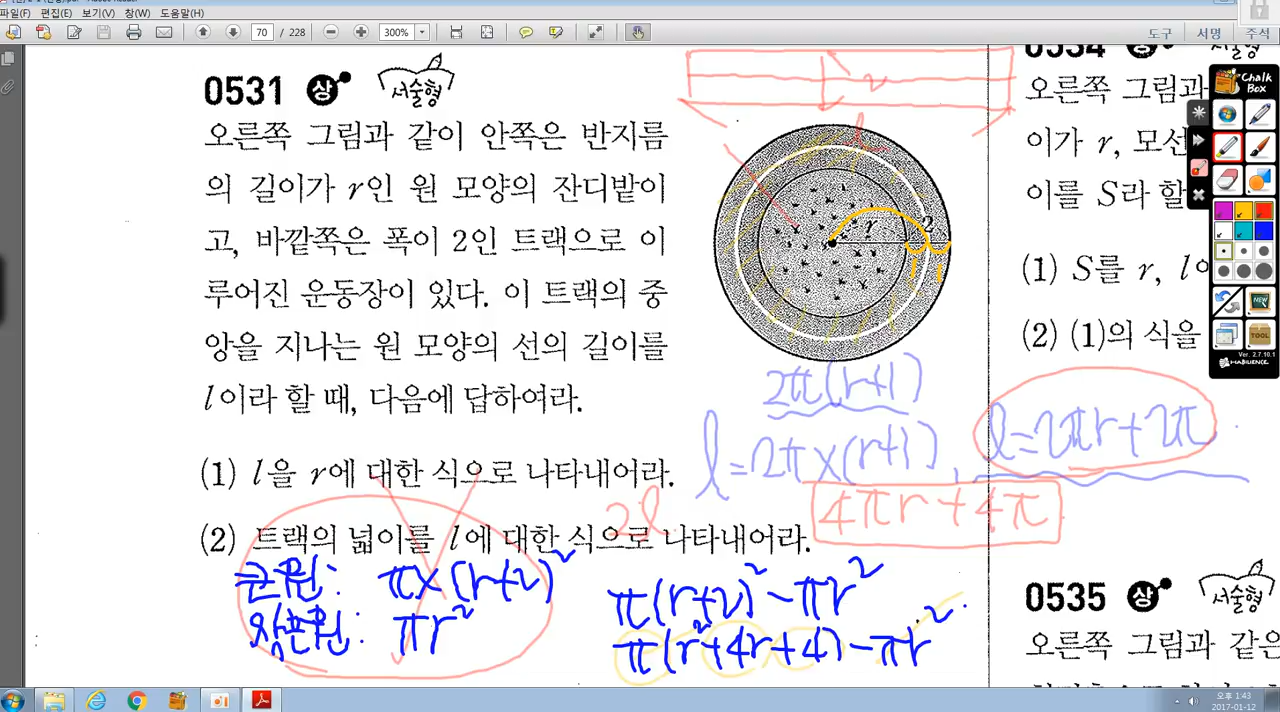 파일(F) 편집(E) 보기(V) 창(W) 도움말(H)
70 / 228 300% 도구 서명 주석
0531 상 서술형
오른쪽 그림과 같이 안쪽은 반지름
의 길이가 r인 원 모양의 잔디밭이
고, 바깥쪽은 폭이 2인 트랙으로 이
루어진 운동장이 있다. 이 트랙의 중
앙을 지나는 원 모양의 선의 길이를
l이라 할 때, 다음에 답하여라.
(1) l을 r에 대한 식으로 나타내어라.
(2) 트랙의 넓이를 l에 대한 식으로 나타내어라.
큰원: π×(r+2)²
작은원: πr²
2
l
r 2
1 1
2π(r+1)
l=2π×(r+1), l=2πr+2π
2l 4πr+4π
π(r+2)²-πr²
π(r²+4r+4)-πr²
0534 상 서술형
오른쪽 그림과
이가 r, 모선
이를 S라 할
(1) S를 r, l
(2) (1)의 식을
0535 상 서술형
오른쪽 그림과 같은
Chalk Box
NEW
TOOL
Ver. 2.7.10.1
HABILIENCE
오후 1:43
2017-01-12